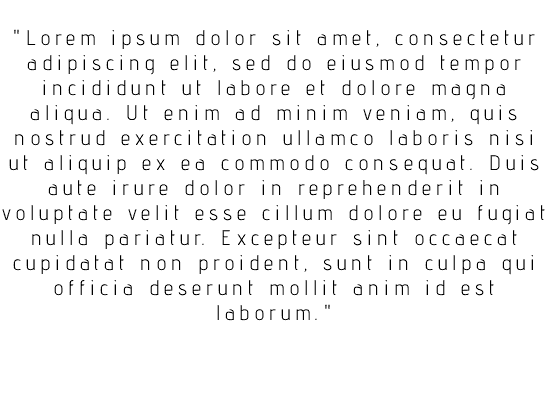 "Lorem ipsum dolor sit amet, consectetur
adipiscing elit, sed do eiusmod tempor
incididunt ut labore et dolore magna
aliqua. Ut enim ad minim veniam, quis
nostrud exercitation ullamco laboris nisi
ut aliquip ex ea commodo consequat. Duis
aute irure dolor in reprehenderit in
voluptate velit esse cillum dolore eu fugiat
nulla pariatur. Excepteur sint occaecat
cupidatat non proident, sunt in culpa qui
officia deserunt mollit anim id est
laborum."